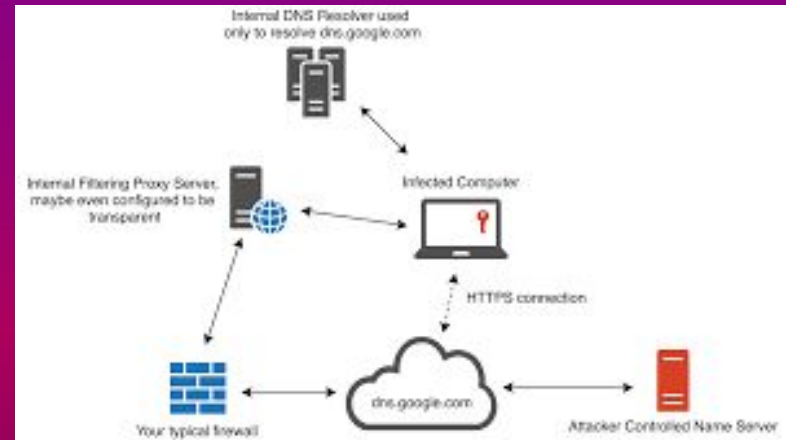 Internal DNS Resolver used
only to resolve dns.google.com
Internal Filtering Proxy Server,
maybe even configured to be
transparent
Infected Computer
HTTPS connection
dns.google.com
Your typical firewall
Attacker Controlled Name Server